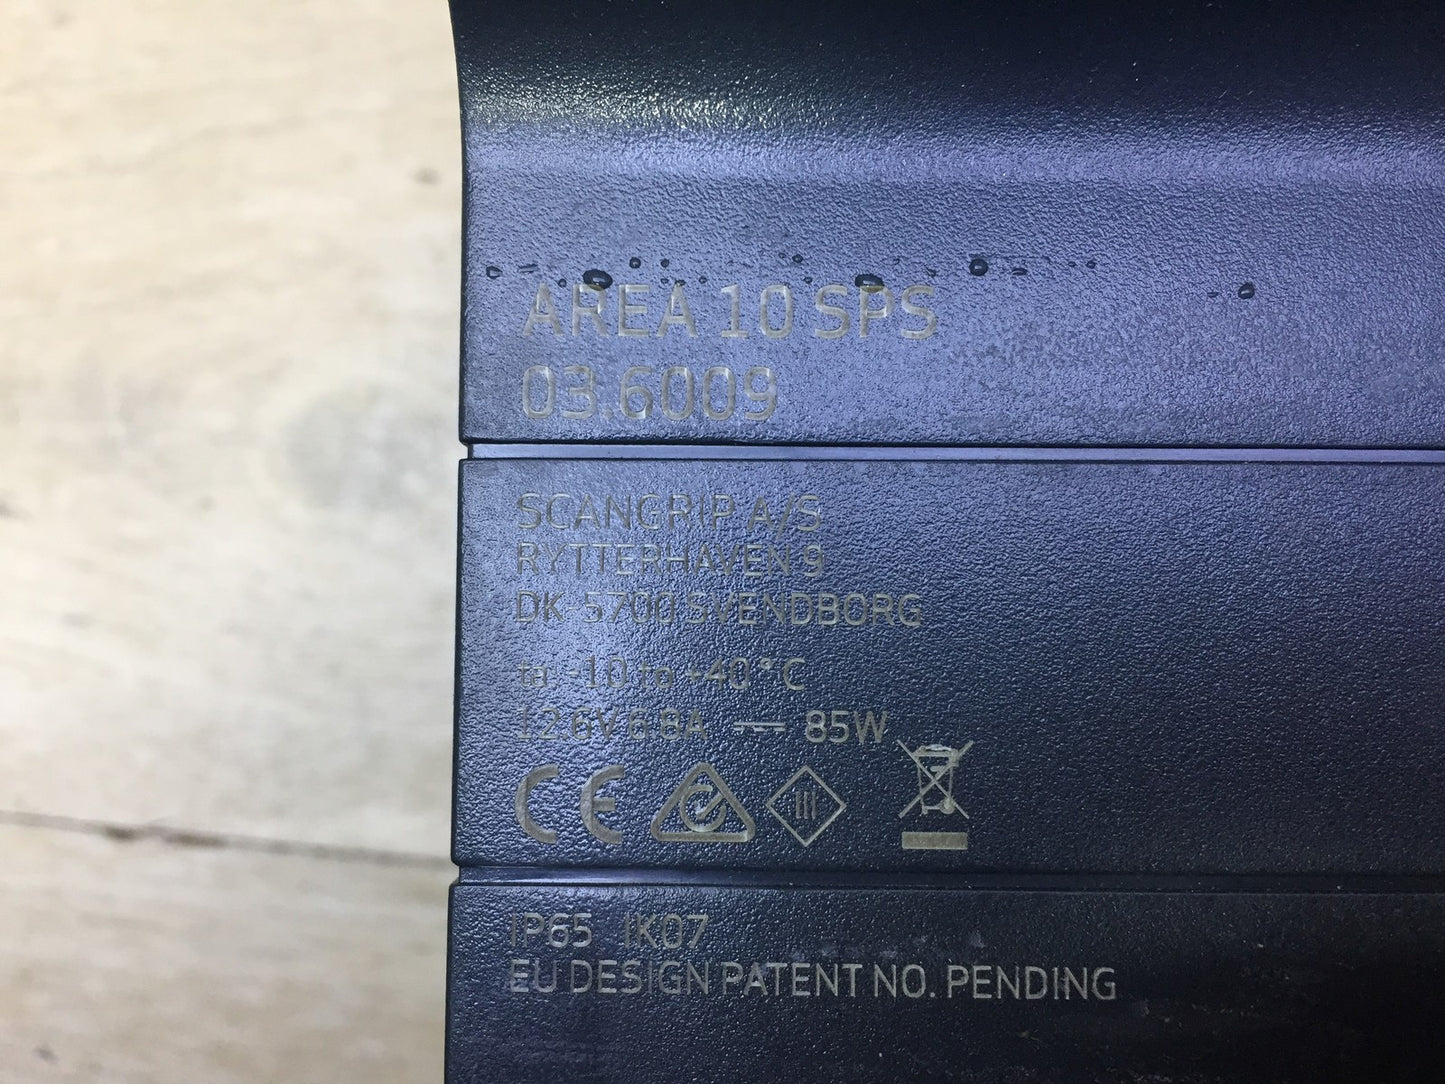 AREA 10 SPS
03.6009
SCANGRIP A/S
RYTTERHAVEN 9
DK-5700 SVENDBORG
ta: -10 to +40°C
12.6V 6.8A ⎓ 85W
CE
IP65 IK07
EU DESIGN PATENT NO. PENDING